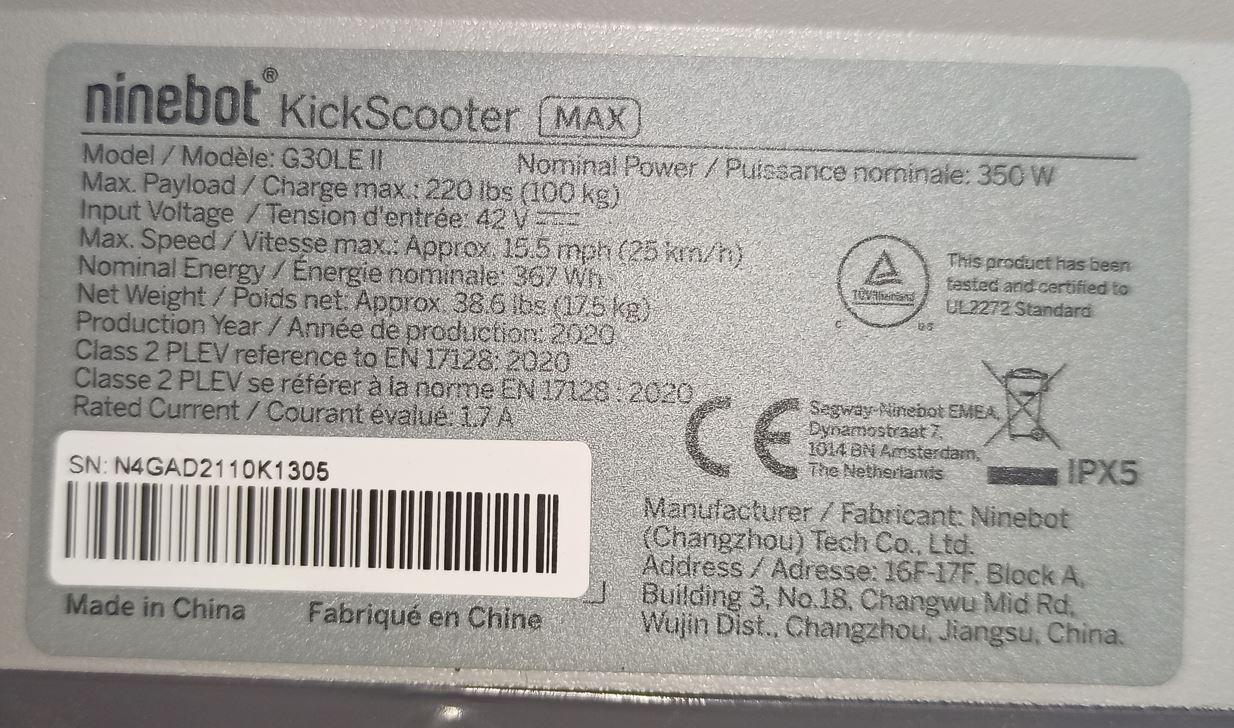 ninebot® KickScooter MAX
Model / Modèle: G30LE II Nominal Power / Puissance nominale: 350 W
Max. Payload / Charge max.: 220 lbs (100 kg)
Input Voltage / Tension d'entrée: 42 V ⎓
Max. Speed / Vitesse max.: Approx. 15.5 mph (25 km/h)
Nominal Energy / Énergie nominale: 367 Wh
Net Weight / Poids net: Approx. 38.6 lbs (17.5 kg)
Production Year / Année de production: 2020
Class 2 PLEV reference to EN 17128: 2020
Classe 2 PLEV se référer à la norme EN 17128 : 2020
Rated Current / Courant évalué: 1.7 A
TÜVRheinland
C US
This product has been
tested and certified to
UL2272 Standard
CE
Segway-Ninebot EMEA,
Dynamostraat 7,
1014 BN Amsterdam,
The Netherlands
IPX5
SN: N4GAD2110K1305
Made in China Fabriqué en Chine
Manufacturer / Fabricant: Ninebot
(Changzhou) Tech Co., Ltd.
Address / Adresse: 16F-17F, Block A,
Building 3, No.18, Changwu Mid Rd,
Wujin Dist., Changzhou, Jiangsu, China.